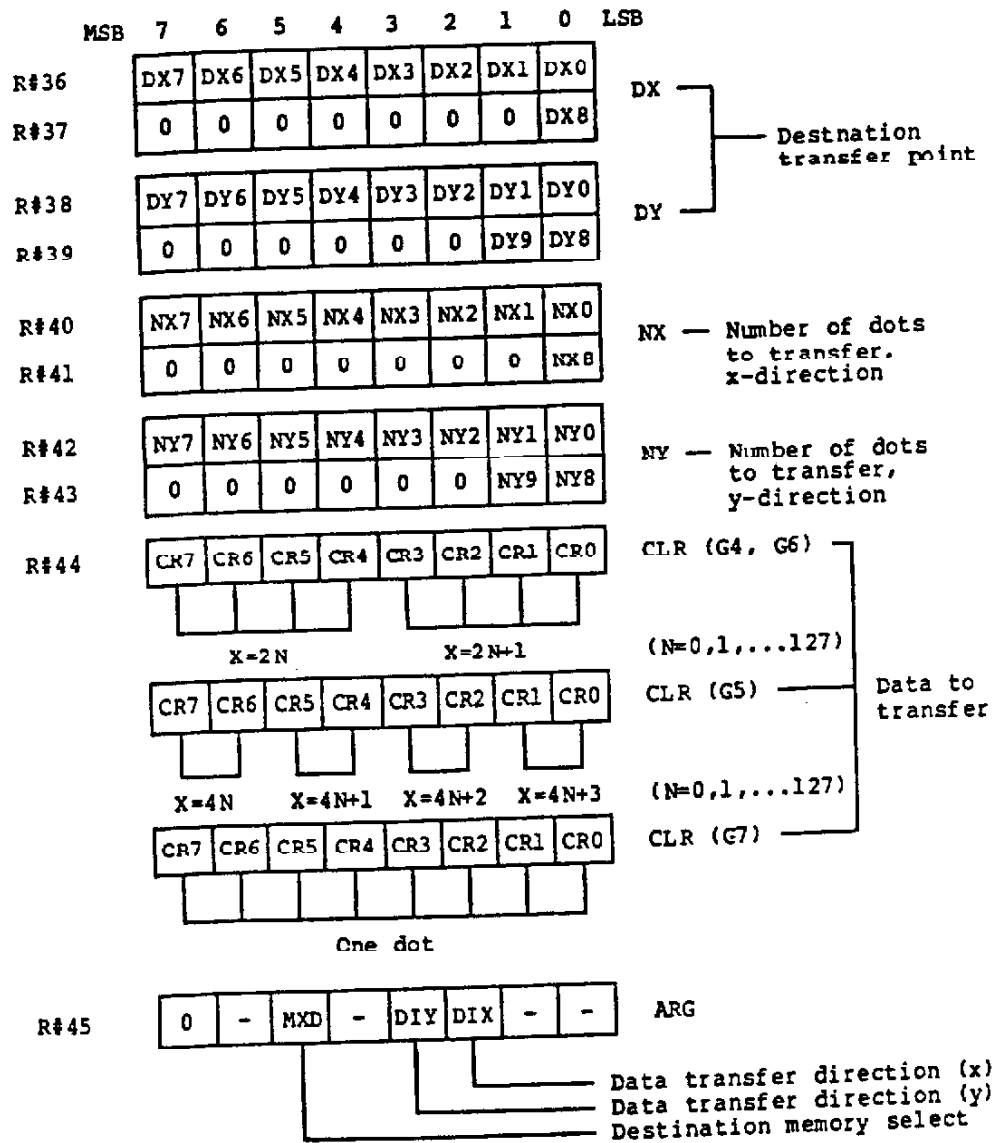 MSB 7 6 5 4 3 2 1 0 LSB
R#36 DX7 DX6 DX5 DX4 DX3 DX2 DX1 DX0 DX
R#37 0 0 0 0 0 0 0 DX8
Destnation
transfer point
R#38 DY7 DY6 DY5 DY4 DY3 DY2 DY1 DY0 DY
R#39 0 0 0 0 0 0 DY9 DY8
R#40 NX7 NX6 NX5 NX4 NX3 NX2 NX1 NX0 NX — Number of dots
to transfer,
R#41 0 0 0 0 0 0 0 NX8
x-direction
R#42 NY7 NY6 NY5 NY4 NY3 NY2 NY1 NY0 NY — Number of dots
to transfer,
R#43 0 0 0 0 0 0 NY9 NY8
y-direction
R#44 CR7 CR6 CR5 CR4 CR3 CR2 CR1 CR0 CLR (G4, G6)
X=2N X=2N+1 (N=0,1,...127)
CR7 CR6 CR5 CR4 CR3 CR2 CR1 CR0 CLR (G5)
Data to
transfer
X=4N X=4N+1 X=4N+2 X=4N+3 (N=0,1,...127)
CR7 CR6 CR5 CR4 CR3 CR2 CR1 CR0 CLR (G7)
One dot
R#45 0 - MXD - DIY DIX - - ARG
Data transfer direction (x)
Data transfer direction (y)
Destination memory select